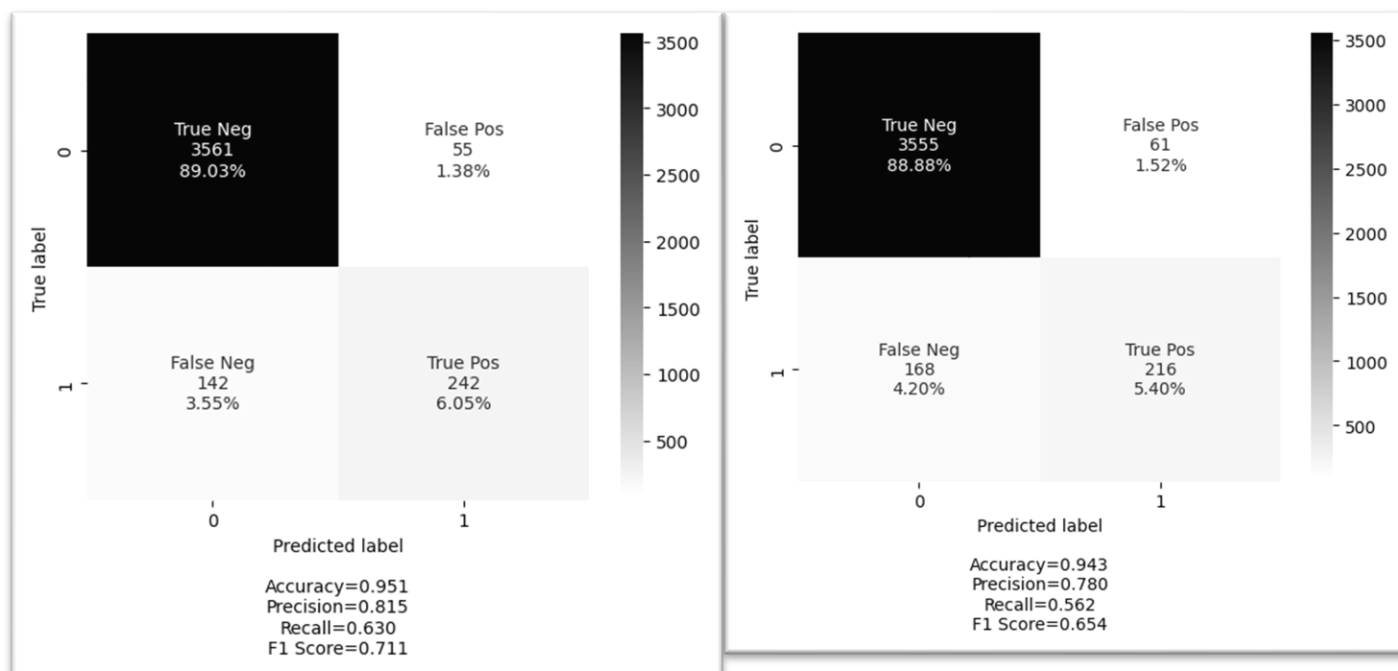 True Neg
3561
89.03%
False Pos
55
1.38%
False Neg
142
3.55%
True Pos
242
6.05%
0
1
True label
0
1
Predicted label
3500
3000
2500
2000
1500
1000
500
Accuracy=0.951
Precision=0.815
Recall=0.630
F1 Score=0.711
True Neg
3555
88.88%
False Pos
61
1.52%
False Neg
168
4.20%
True Pos
216
5.40%
0
1
True label
0
1
Predicted label
3500
3000
2500
2000
1500
1000
500
Accuracy=0.943
Precision=0.780
Recall=0.562
F1 Score=0.654